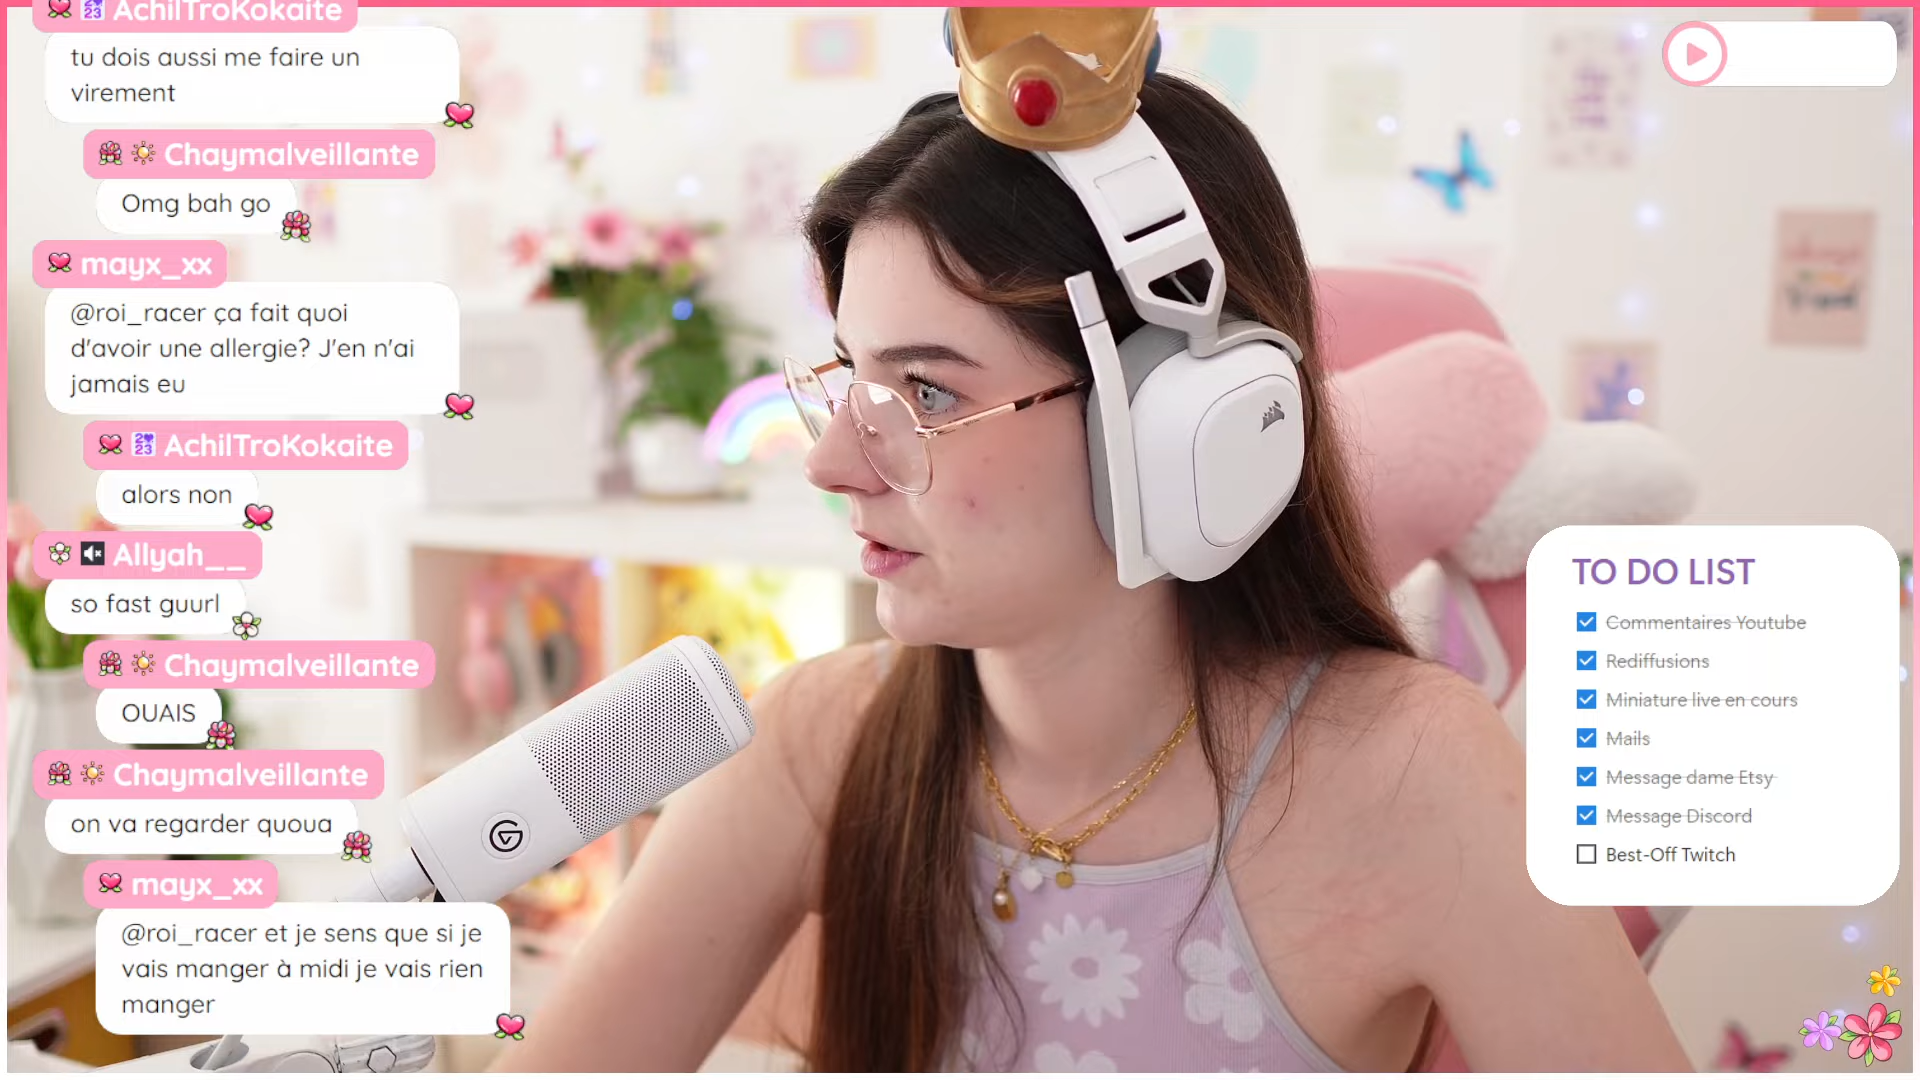 AchilTroKokaite
tu dois aussi me faire un
virement
Chaymalveillante
Omg bah go
mayx_xx
@roi_racer ça fait quoi
d'avoir une allergie? J'en n'ai
jamais eu
AchilTroKokaite
alors non
Allyah__
so fast guurl
Chaymalveillante
OUAIS
Chaymalveillante
on va regarder quoua
mayx_xx
@roi_racer et je sens que si je
vais manger à midi je vais rien
manger
TO DO LIST
Commentaires Youtube
Rediffusions
Miniature live en cours
Mails
Message dame Etsy
Message Discord
Best-Off Twitch